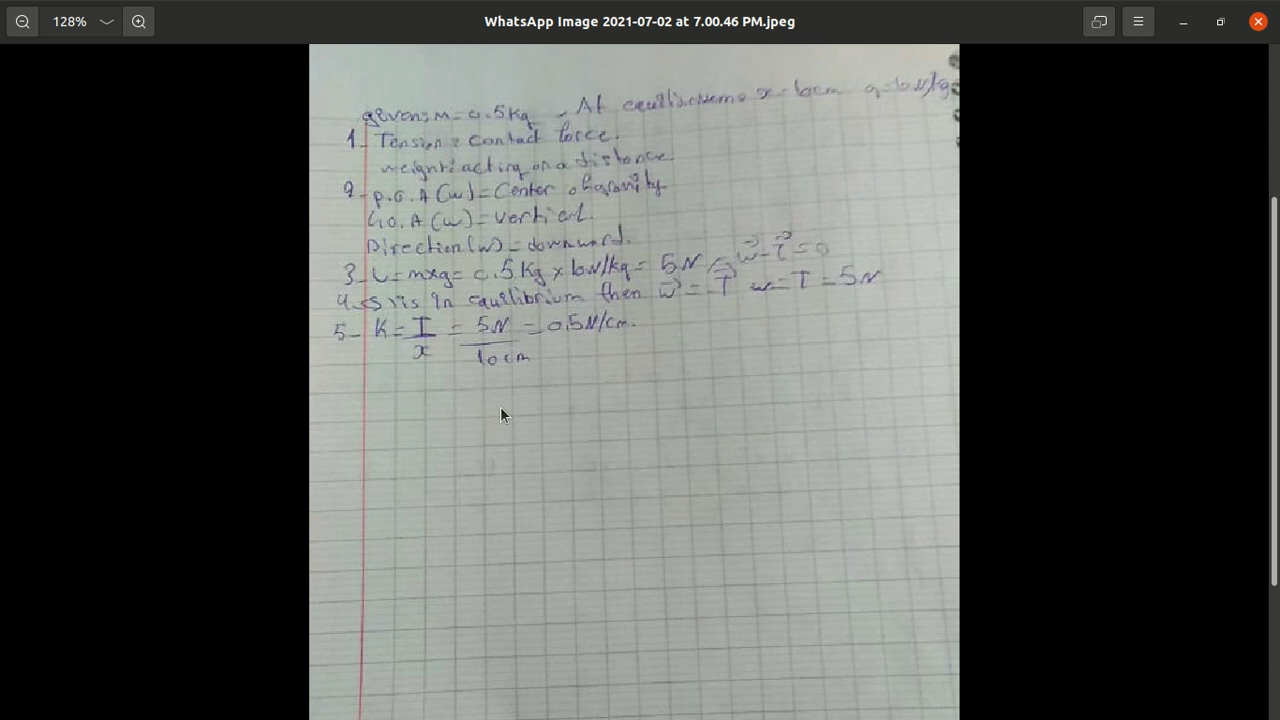 128%
WhatsApp Image 2021-07-02 at 7.00.46 PM.jpeg
givens: m = 0.5Kg - At equilibrium: x = 10cm g = 10N/kg
1- Tension: contact force.
weight: acting on a distance.
2- p.O.A (w) = Center of gravity
L.O.A (w) = vertical.
Direction (w) = downward.
3- = mxg = 0.5 Kg x 10N/kg = 5N
4- (S) is in equilibrium then w⃗ = -T⃗ w⃗ - T⃗ = 0 w = T = 5N
5- K = T/x = 5N/10cm = 0.5N/cm.